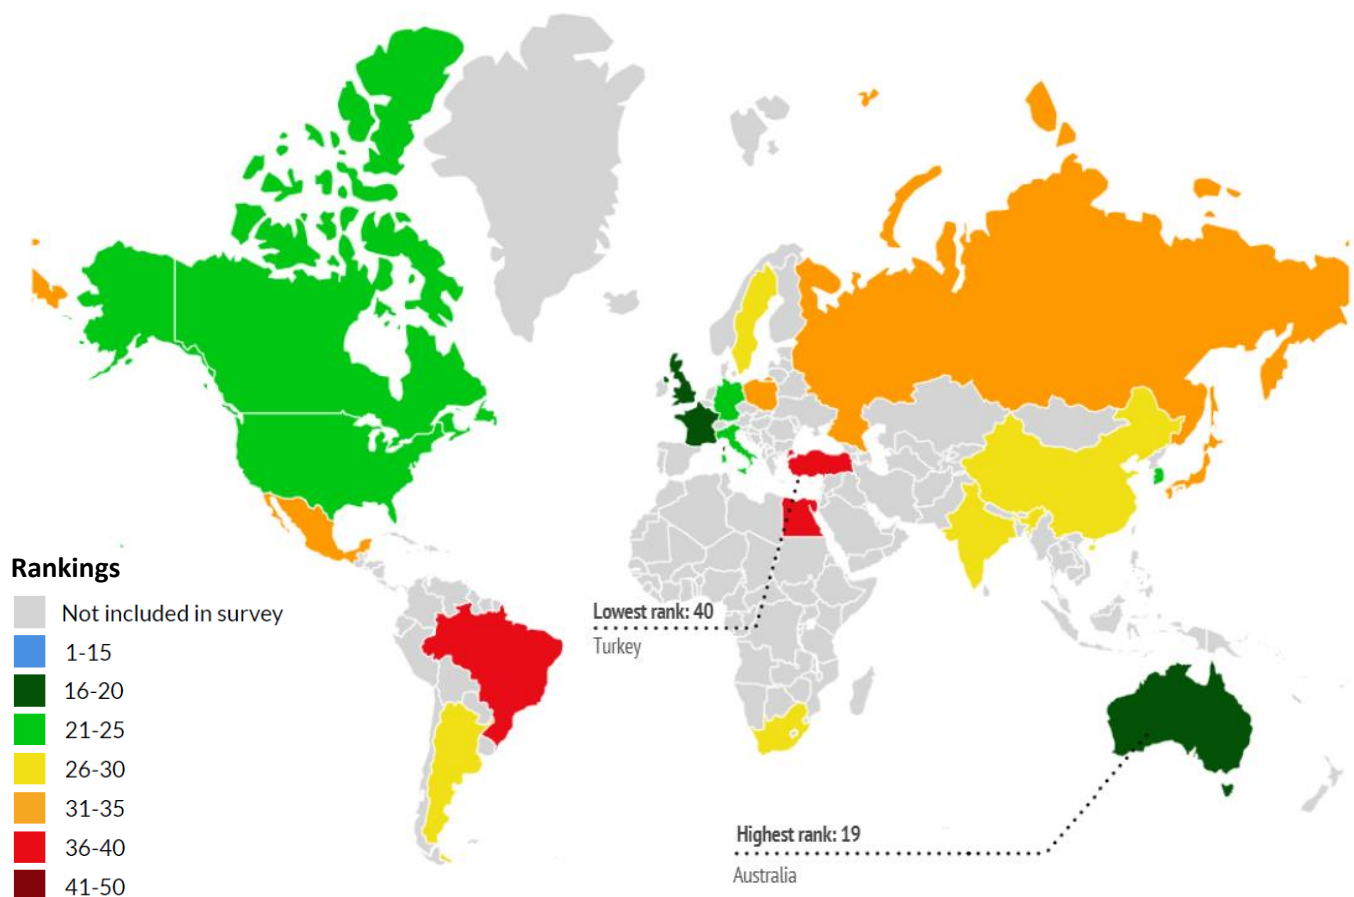 Rankings
Not included in survey
1-15
16-20
21-25
26-30
31-35
36-40
41-50
Lowest rank: 40
Turkey
Highest rank: 19
Australia